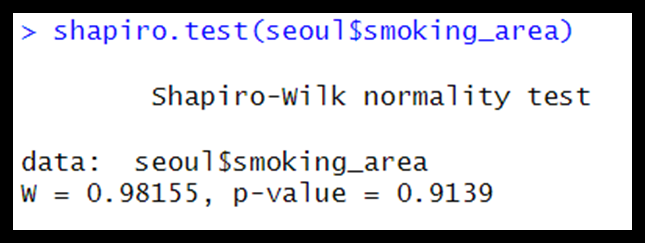 > shapiro.test(seoul$smoking_area)
Shapiro-Wilk normality test
data:  seoul$smoking_area
W = 0.98155, p-value = 0.9139